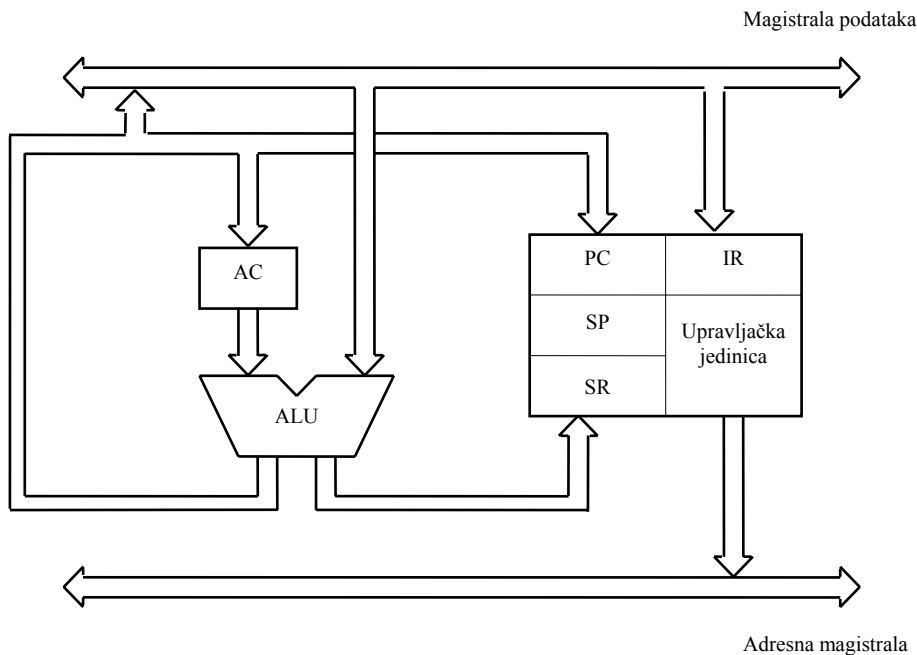 Magistrala podataka
PC
IR
AC
SP
Upravljačka
jedinica
SR
ALU
Adresna magistrala